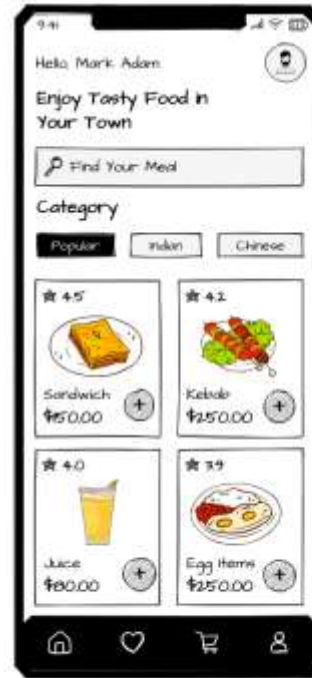 9:41
Hello, Mark Adam
Enjoy Tasty Food in
Your Town
Find Your Meal
Category
Popular
Indian
Chinese
4.5
4.2
Sandwich
Kebab
$150.00
$250.00
4.0
3.9
Juice
Egg Items
$80.00
$250.00